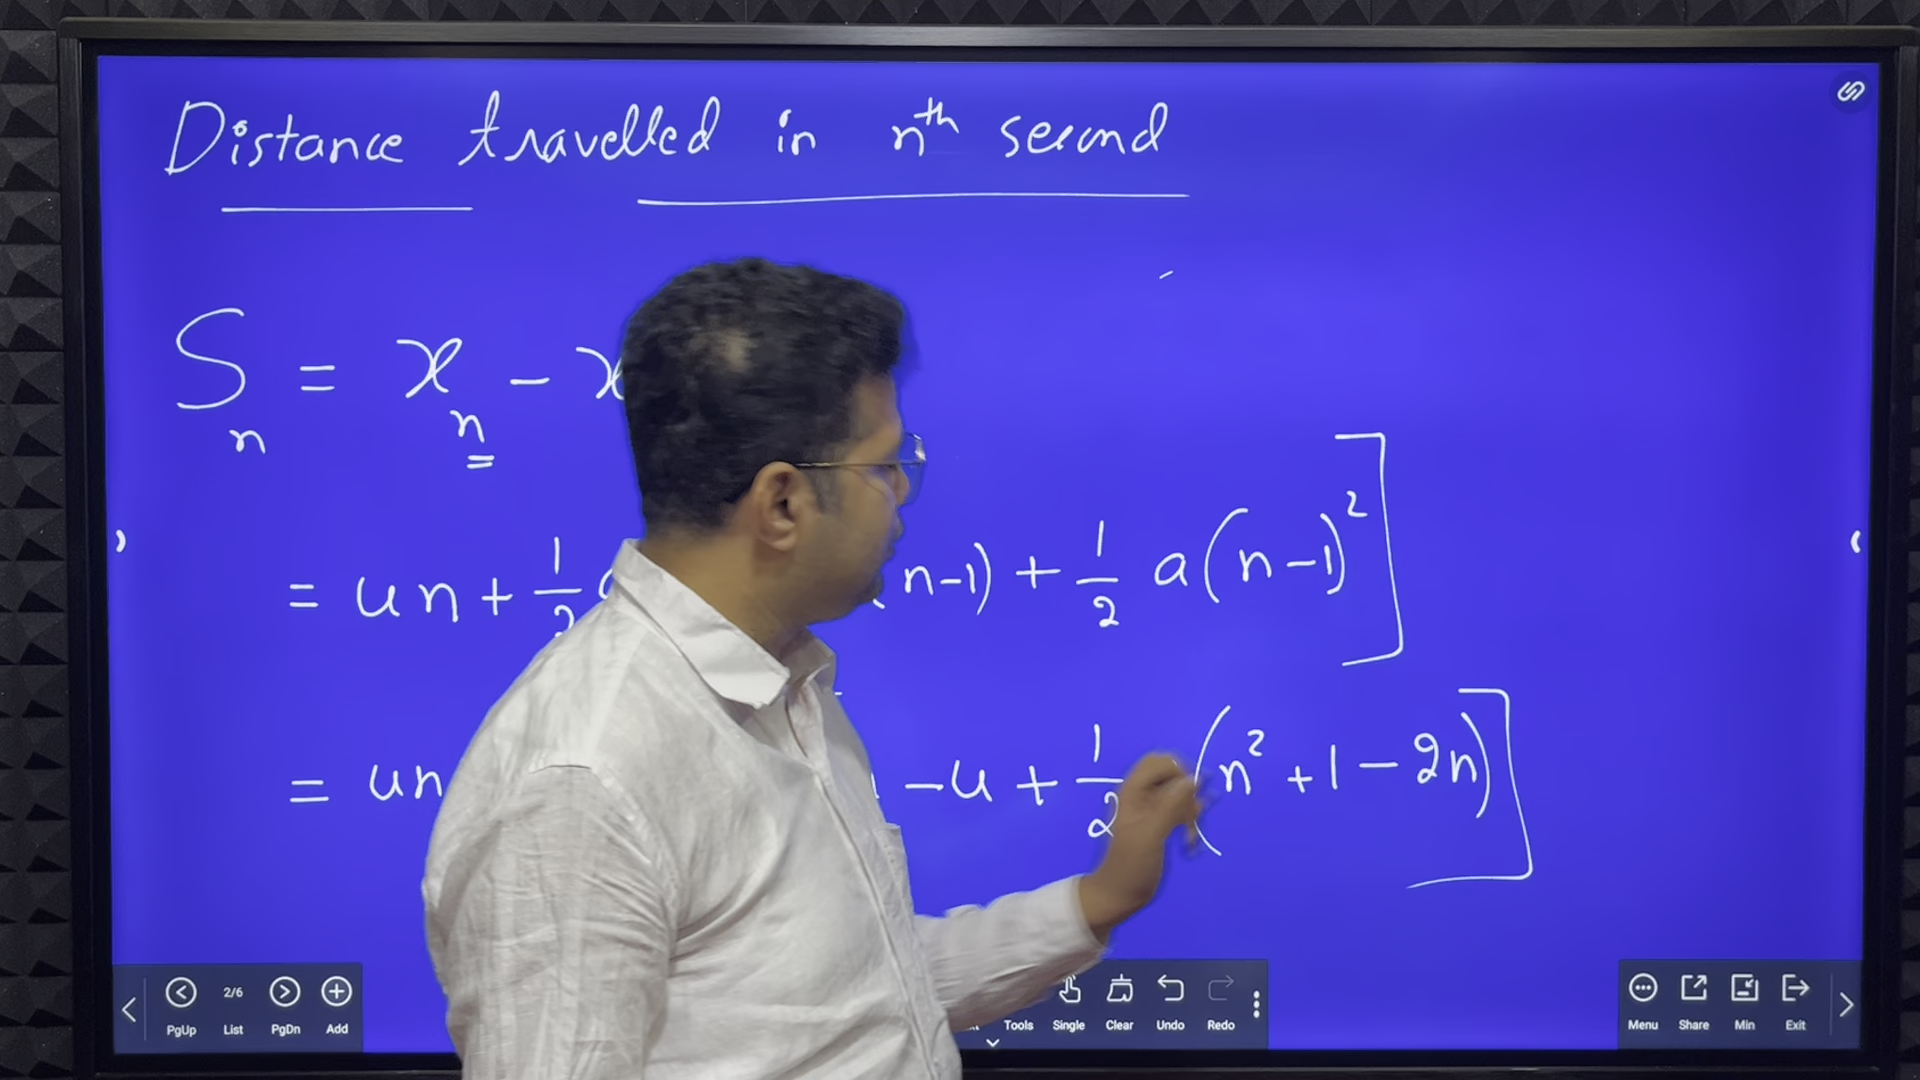 Distance travelled in nth second
Sn = xn - x
= un + 1/2 n-1) + 1/2 a(n-1)²]
= un -u + 1/2 (n² + 1 - 2n)]
PgUp 2/6 List PgDn Add Tools Single Clear Undo Redo Menu Share Min Exit